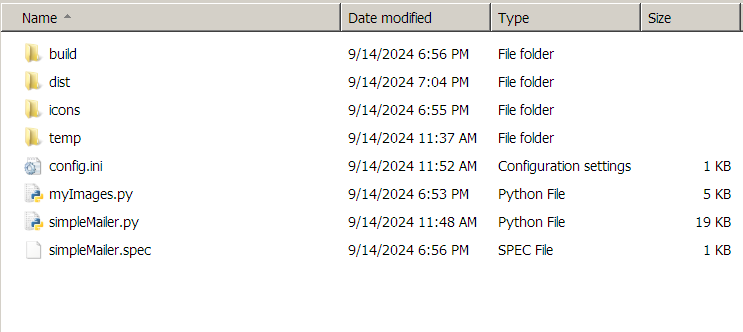 Name Date modified Type Size
build 9/14/2024 6:56 PM File folder
dist 9/14/2024 7:04 PM File folder
icons 9/14/2024 6:55 PM File folder
temp 9/14/2024 11:37 AM File folder
config.ini 9/14/2024 11:52 AM Configuration settings 1 KB
myImages.py 9/14/2024 6:53 PM Python File 5 KB
simpleMailer.py 9/14/2024 11:48 AM Python File 19 KB
simpleMailer.spec 9/14/2024 6:56 PM SPEC File 1 KB